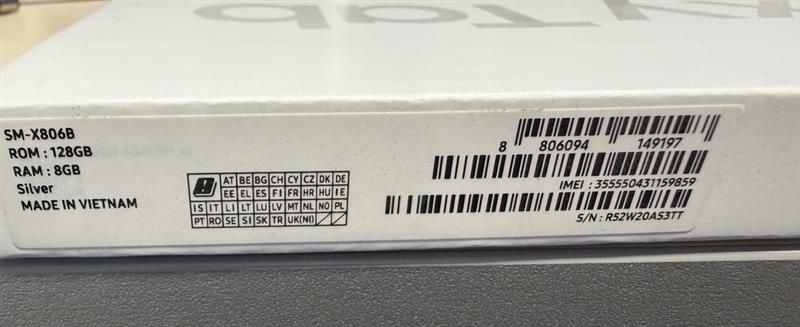 y Tab
SM-X806B
ROM : 128GB
RAM : 8GB
Silver
MADE IN VIETNAM
AT BE BG CH CY CZ DK DE
EE EL ES FI FR HR HU IE
IS IT LI LT LU LV MT NL NO PL
PT RO SE SI SK TR UK(NI)
8 806094 149197
IMEI : 355550431159859
S/N : R52W20AS3TT